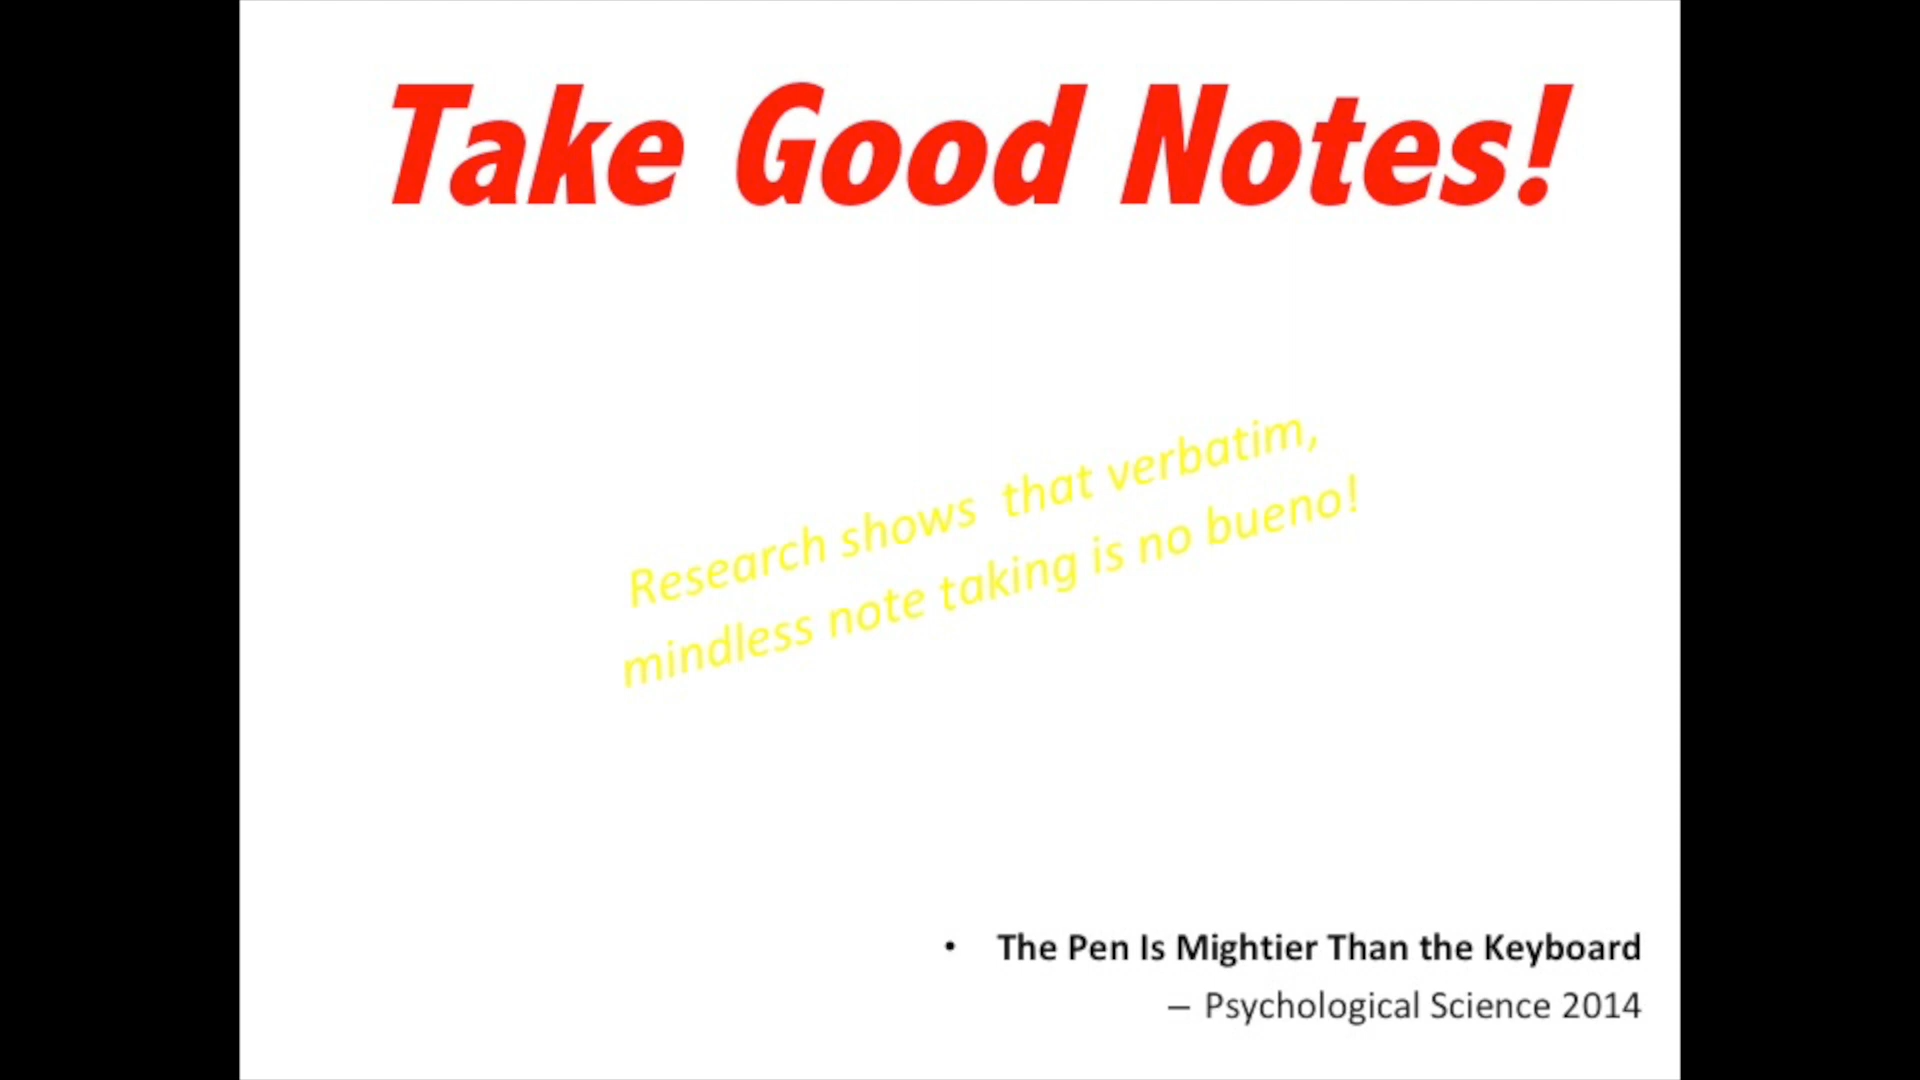 Take Good Notes!
Research shows that verbatim,
mindless note taking is no bueno!
• The Pen Is Mightier Than the Keyboard
– Psychological Science 2014